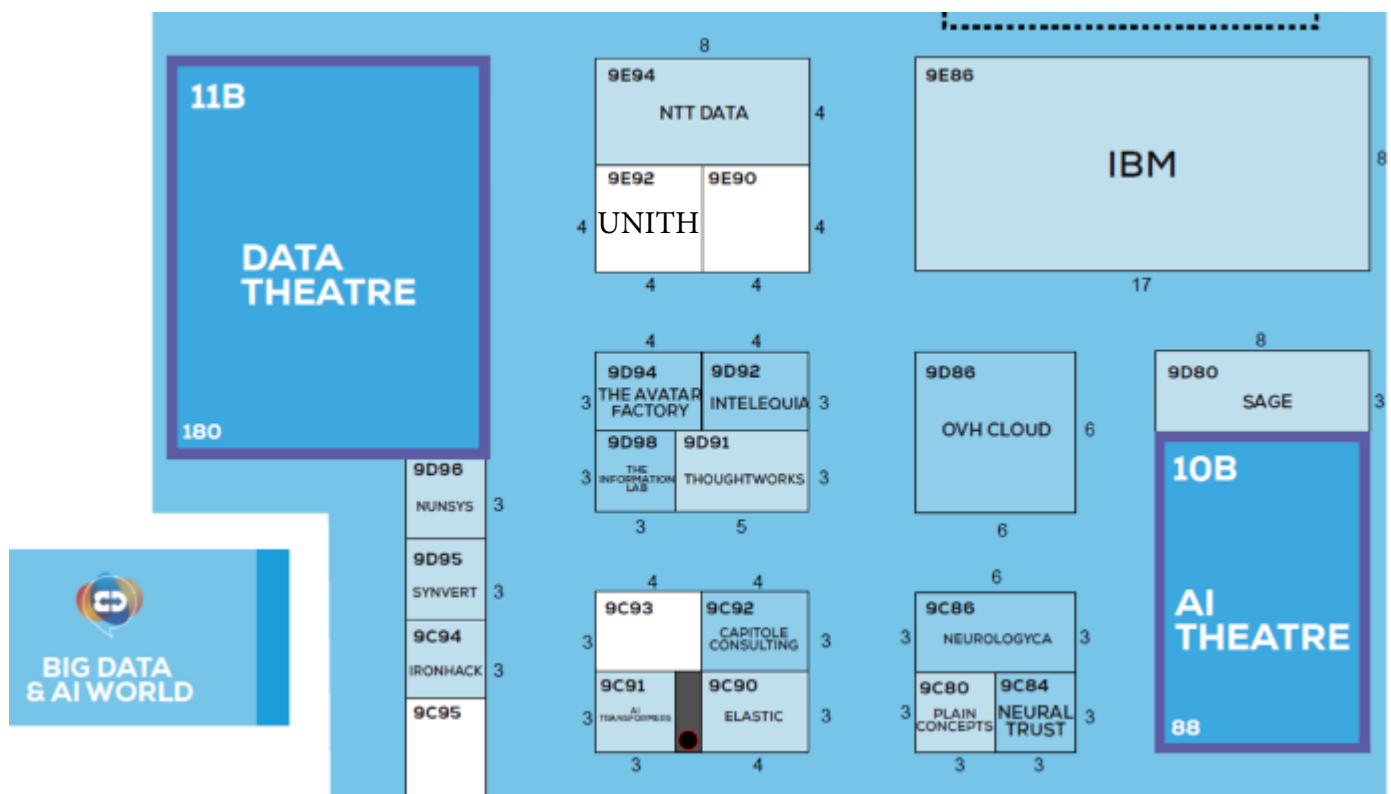 11B
DATA
THEATRE
180
8
9E94
NTT DATA
4
9E92
UNITH
9E90
4
4
4
4
9E86
IBM
8
17
4
4
9D94
THE AVATAR
FACTORY
3
9D92
INTELEQUIA
3
9D98
THE
INFORMATION
LAB
3
9D91
THOUGHTWORKS
3
3
5
9D86
OVH CLOUD
6
6
8
9D80
SAGE
3
10B
AI
THEATRE
88
9D96
NUNSYS
3
9D95
SYNVERT
3
9C94
IRONHACK
3
9C95
BIG DATA
& AI WORLD
4
4
9C93
3
9C92
CAPITOLE
CONSULTING
3
9C91
AI
TRANSFORMERS
3
9C90
ELASTIC
3
3
4
6
9C86
NEUROLOGYCA
3
3
9C80
PLAIN
CONCEPTS
3
9C84
NEURAL
TRUST
3
3
3